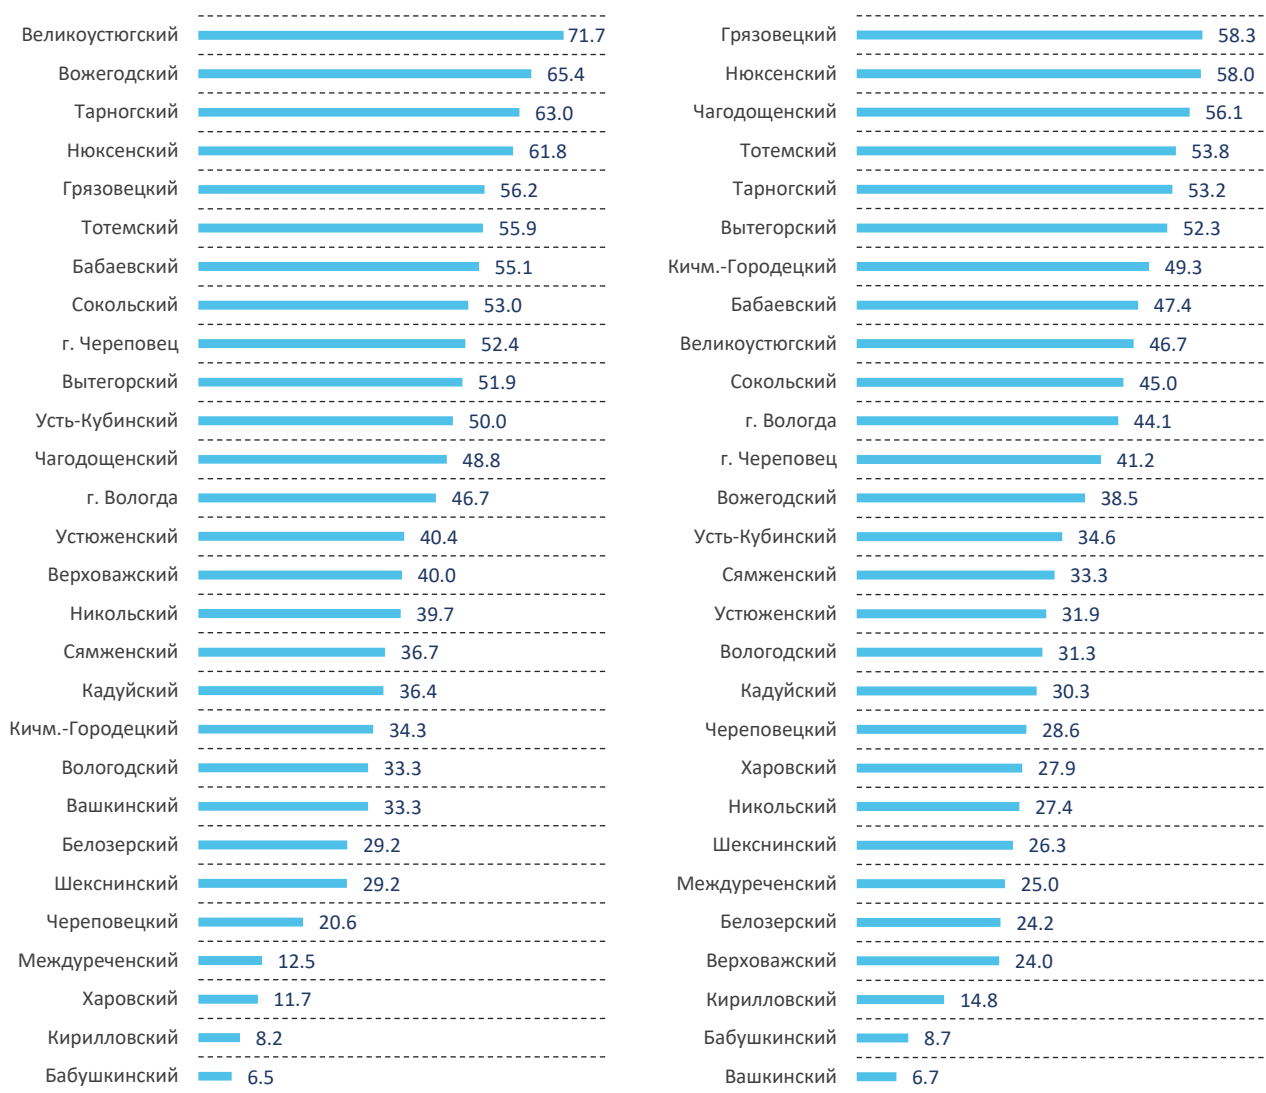 Великоустюгский 71.7
Вожегодский 65.4
Тарногский 63.0
Нюксенский 61.8
Грязовецкий 56.2
Тотемский 55.9
Бабаевский 55.1
Сокольский 53.0
г. Череповец 52.4
Вытегорский 51.9
Усть-Кубинский 50.0
Чагодощенский 48.8
г. Вологда 46.7
Устюженский 40.4
Верховажский 40.0
Никольский 39.7
Сямженский 36.7
Кадуйский 36.4
Кичм.-Городецкий 34.3
Вологодский 33.3
Вашкинский 33.3
Белозерский 29.2
Шекснинский 29.2
Череповецкий 20.6
Междуреченский 12.5
Харовский 11.7
Кирилловский 8.2
Бабушкинский 6.5
Грязовецкий 58.3
Нюксенский 58.0
Чагодощенский 56.1
Тотемский 53.8
Тарногский 53.2
Вытегорский 52.3
Кичм.-Городецкий 49.3
Бабаевский 47.4
Великоустюгский 46.7
Сокольский 45.0
г. Вологда 44.1
г. Череповец 41.2
Вожегодский 38.5
Усть-Кубинский 34.6
Сямженский 33.3
Устюженский 31.9
Вологодский 31.3
Кадуйский 30.3
Череповецкий 28.6
Харовский 27.9
Никольский 27.4
Шекснинский 26.3
Междуреченский 25.0
Белозерский 24.2
Верховажский 24.0
Кирилловский 14.8
Бабушкинский 8.7
Вашкинский 6.7